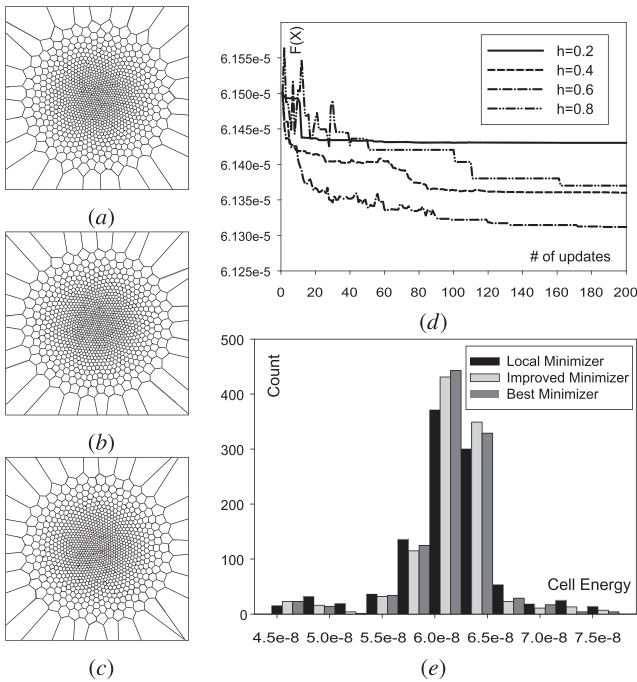 (a)
(b)
(c)
F(X)
6.155e-5
6.150e-5
6.145e-5
6.140e-5
6.135e-5
6.130e-5
6.125e-5
h=0.2
h=0.4
h=0.6
h=0.8
# of updates
0 20 40 60 80 100 120 140 160 180 200
(d)
500
400
300
200
100
0
Count
Local Minimizer
Improved Minimizer
Best Minimizer
Cell Energy
4.5e-8 5.0e-8 5.5e-8 6.0e-8 6.5e-8 7.0e-8 7.5e-8
(e)